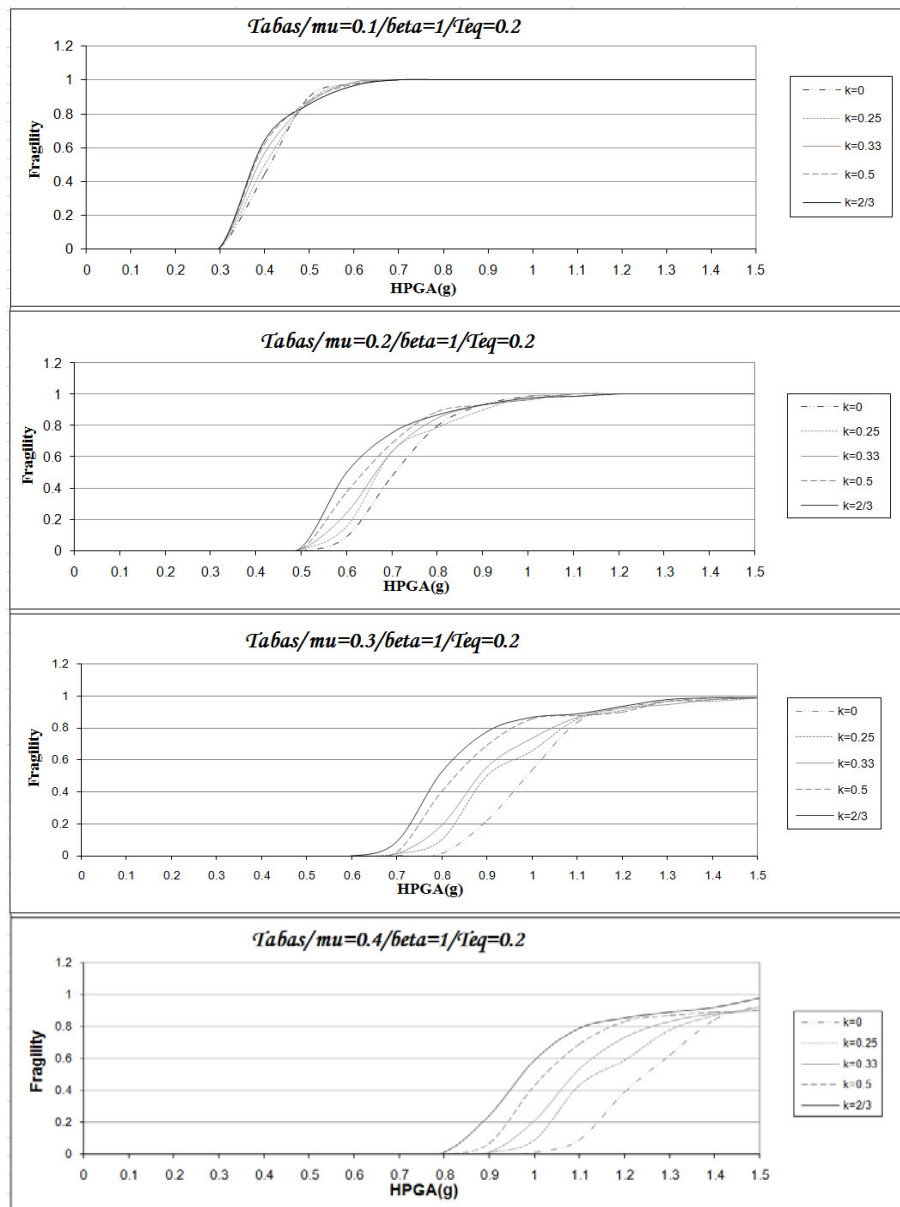 Tabas/mu=0.1/beta=1/Teq=0.2
1.2
1
0.8
0.6
0.4
0.2
0
Fragility
0 0.1 0.2 0.3 0.4 0.5 0.6 0.7 0.8 0.9 1 1.1 1.2 1.3 1.4 1.5
HPGA(g)
k=0
k=0.25
k=0.33
k=0.5
k=2/3
Tabas/mu=0.2/beta=1/Teq=0.2
1.2
1
0.8
0.6
0.4
0.2
0
Fragility
0 0.1 0.2 0.3 0.4 0.5 0.6 0.7 0.8 0.9 1 1.1 1.2 1.3 1.4 1.5
HPGA(g)
k=0
k=0.25
k=0.33
k=0.5
k=2/3
Tabas/mu=0.3/beta=1/Teq=0.2
1.2
1
0.8
0.6
0.4
0.2
0
Fragility
0 0.1 0.2 0.3 0.4 0.5 0.6 0.7 0.8 0.9 1 1.1 1.2 1.3 1.4 1.5
HPGA(g)
k=0
k=0.25
k=0.33
k=0.5
k=2/3
Tabas/mu=0.4/beta=1/Teq=0.2
1.2
1
0.8
0.6
0.4
0.2
0
Fragility
0 0.1 0.2 0.3 0.4 0.5 0.6 0.7 0.8 0.9 1 1.1 1.2 1.3 1.4 1.5
HPGA(g)
k=0
k=0.25
k=0.33
k=0.5
k=2/3